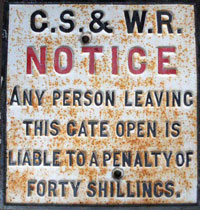 C.S. & W.R.
NOTICE
ANY PERSON LEAVING
THIS GATE OPEN IS
LIABLE TO A PENALTY OF
FORTY SHILLINGS.